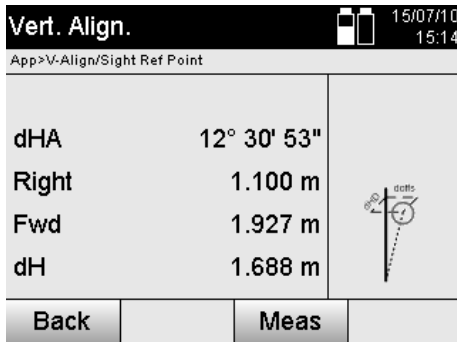 Vert. Align.
15/07/10
15:14
App>V-Align/Sight Ref Point
dHA 12° 30' 53"
Right 1.100 m
Fwd 1.927 m
dH 1.688 m
dHD
Back Meas